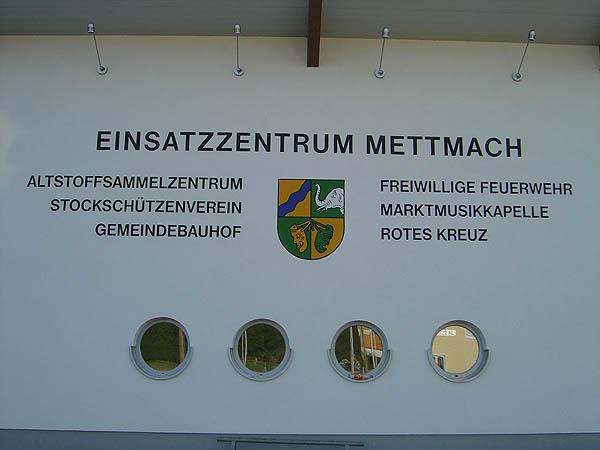 EINSATZZENTRUM METTMACH
ALTSTOFFSAMMELZENTRUM
STOCKSCHÜTZENVEREIN
GEMEINDEBAUHOF
FREIWILLIGE FEUERWEHR
MARKTMUSIKKAPELLE
ROTES KREUZ